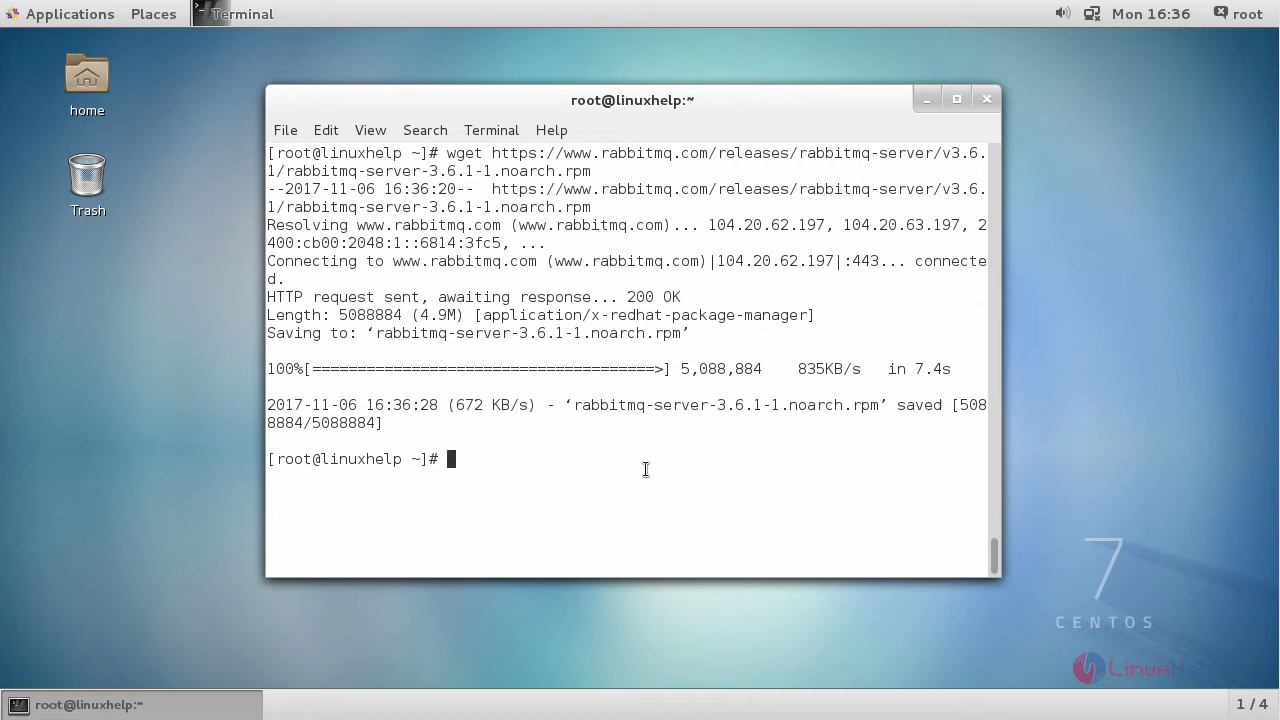 Applications Places Terminal Mon 16:36 root
home
Trash
root@linuxhelp:~
File Edit View Search Terminal Help
[root@linuxhelp ~]# wget https://www.rabbitmq.com/releases/rabbitmq-server/v3.6.
1/rabbitmq-server-3.6.1-1.noarch.rpm
--2017-11-06 16:36:20-- https://www.rabbitmq.com/releases/rabbitmq-server/v3.6.
1/rabbitmq-server-3.6.1-1.noarch.rpm
Resolving www.rabbitmq.com (www.rabbitmq.com)... 104.20.62.197, 104.20.63.197, 2
400:cb00:2048:1::6814:3fc5, ...
Connecting to www.rabbitmq.com (www.rabbitmq.com)|104.20.62.197|:443... connecte
d.
HTTP request sent, awaiting response... 200 OK
Length: 5088884 (4.9M) [application/x-redhat-package-manager]
Saving to: ‘rabbitmq-server-3.6.1-1.noarch.rpm’
100%[======================================>] 5,088,884 835KB/s in 7.4s
2017-11-06 16:36:28 (672 KB/s) - ‘rabbitmq-server-3.6.1-1.noarch.rpm’ saved [508
8884/5088884]
[root@linuxhelp ~]#
7
CENTOS
root@linuxhelp:~
1 / 4